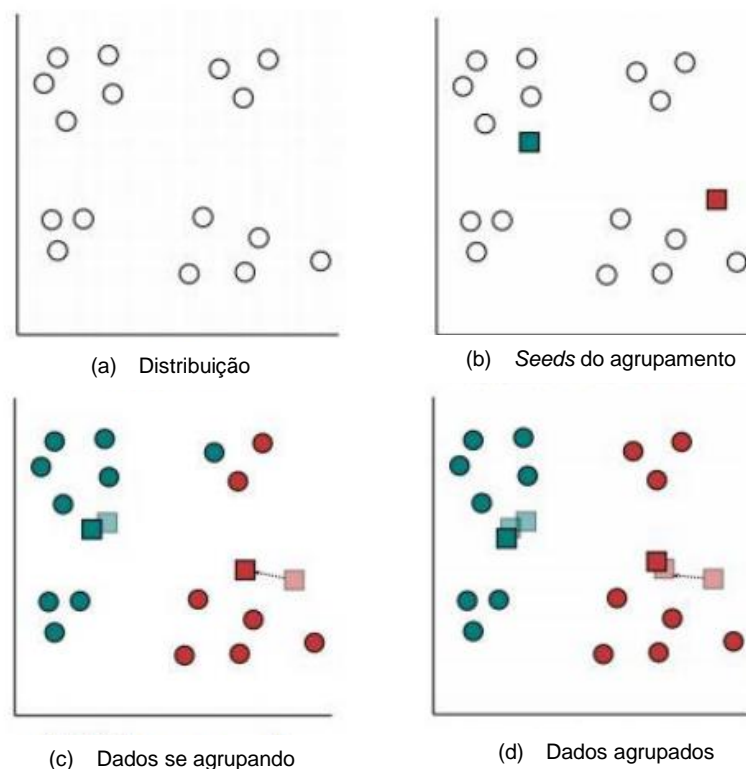 (a) Distribuição
(b) Seeds do agrupamento
(c) Dados se agrupando
(d) Dados agrupados